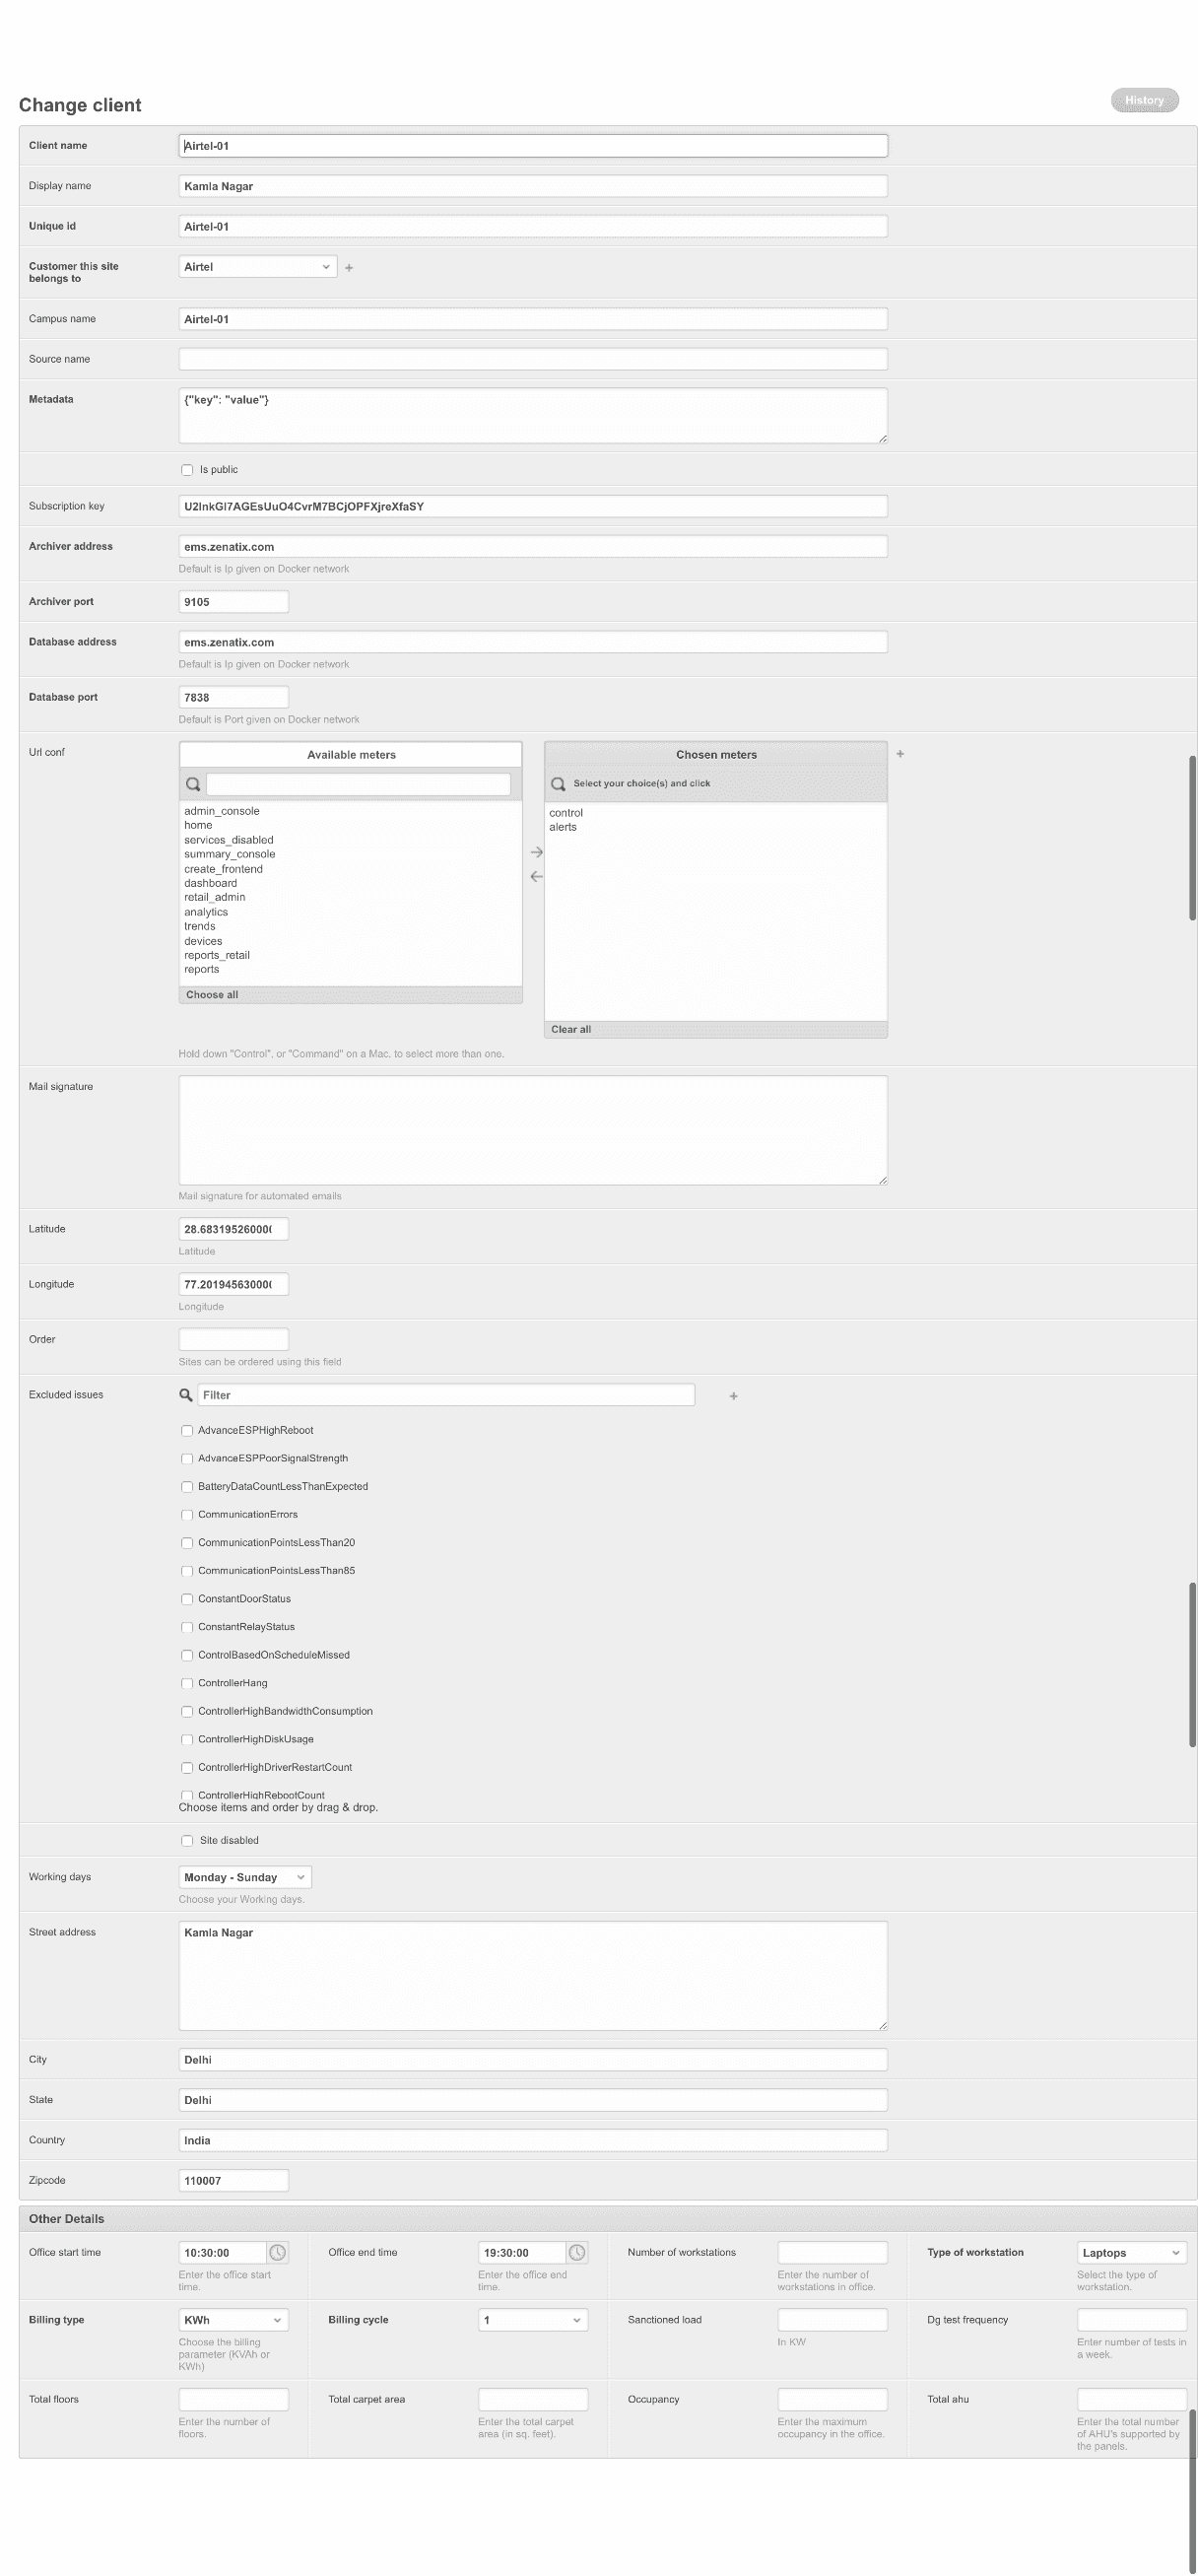 Change client
History
Client name
Airtel-01
Display name
Kamla Nagar
Unique id
Airtel-01
Customer this site
belongs to
Airtel
Campus name
Airtel-01
Source name
Metadata
{"key": "value"}
Is public
Subscription key
U2InkGI7AGEsUuO4CvrM7BCjOPFXjreXfaSY
Archiver address
ems.zenatix.com
Default is Ip given on Docker network
Archiver port
9105
Database address
ems.zenatix.com
Default is Ip given on Docker network
Database port
7838
Default is Port given on Docker network
Url conf
Available meters
admin_console
home
services_disabled
summary_console
create_frontend
dashboard
retail_admin
analytics
trends
devices
reports_retail
reports
Choose all
Chosen meters
Select your choice(s) and click
control
alerts
Clear all
Hold down "Control", or "Command" on a Mac, to select more than one.
Mail signature
Mail signature for automated emails
Latitude
28.683195260000
Latitude
Longitude
77.201945630000
Longitude
Order
Sites can be ordered using this field
Excluded issues
Filter
AdvanceESPHighReboot
AdvanceESPPoorSignalStrength
BatteryDataCountLessThanExpected
CommunicationErrors
CommunicationPointsLessThan20
CommunicationPointsLessThan85
ConstantDoorStatus
ConstantRelayStatus
ControlBasedOnScheduleMissed
ControllerHang
ControllerHighBandwidthConsumption
ControllerHighDiskUsage
ControllerHighDriverRestartCount
ControllerHighRebootCount
Choose items and order by drag & drop.
Site disabled
Working days
Monday - Sunday
Choose your Working days.
Street address
Kamla Nagar
City
Delhi
State
Delhi
Country
India
Zipcode
110007
Other Details
Office start time
10:30:00
Enter the office start
time.
Office end time
19:30:00
Enter the office end
time.
Number of workstations
Enter the number of
workstations in office.
Type of workstation
Laptops
Select the type of
workstation.
Billing type
KWh
Choose the billing
parameter (KVAh or
KWh)
Billing cycle
1
Sanctioned load
In KW
Dg test frequency
Enter number of tests in
a week.
Total floors
Enter the number of
floors.
Total carpet area
Enter the total carpet
area (in sq. feet).
Occupancy
Enter the maximum
occupancy in the office.
Total ahu
Enter the total number
of AHU's supported by
the panels.